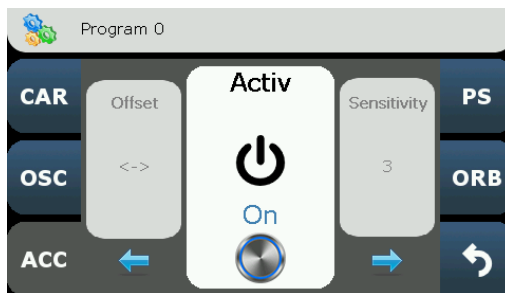 Program 0
CAR
OSC
ACC
Offset
<->
Activ
On
Sensitivity
3
PS
ORB